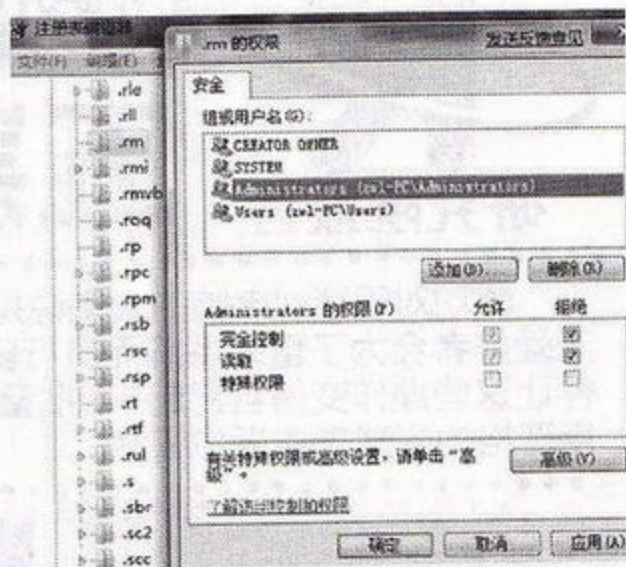 注册表编辑器
文件(F) 编辑(E)
.rle
.rll
.rm
.rmi
.rmvb
.roq
.rp
.rpc
.rpm
.rsb
.rsc
.rsp
.rt
.rtf
.rul
.s
.sbr
.sc2
.scc
.rm 的权限
发送反馈意见
安全
组或用户名(G):
CREATOR OWNER
SYSTEM
Administrators (zwl-PC\Administrators)
Users (zwl-PC\Users)
添加(D)... 删除(R)
Administrators 的权限(P) 允许 拒绝
完全控制
读取
特殊权限
有关特殊权限或高级设置，请单击“高
级”。
高级(V)
了解访问控制和权限
确定 取消 应用(A)